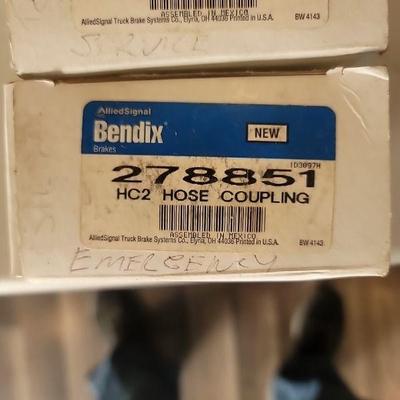 ASSEMBLED IN MEXICO
AlliedSignal Truck Brake Systems Co., Elyria, OH 44036 Printed in U.S.A. BW 4143
SERVICE
AlliedSignal
Bendix
Brakes
NEW
ID3097H
278851
HC2 HOSE COUPLING
ASSEMBLED IN MEXICO
AlliedSignal Truck Brake Systems Co., Elyria, OH 44036 Printed in U.S.A. BW 4143
EMERGENCY